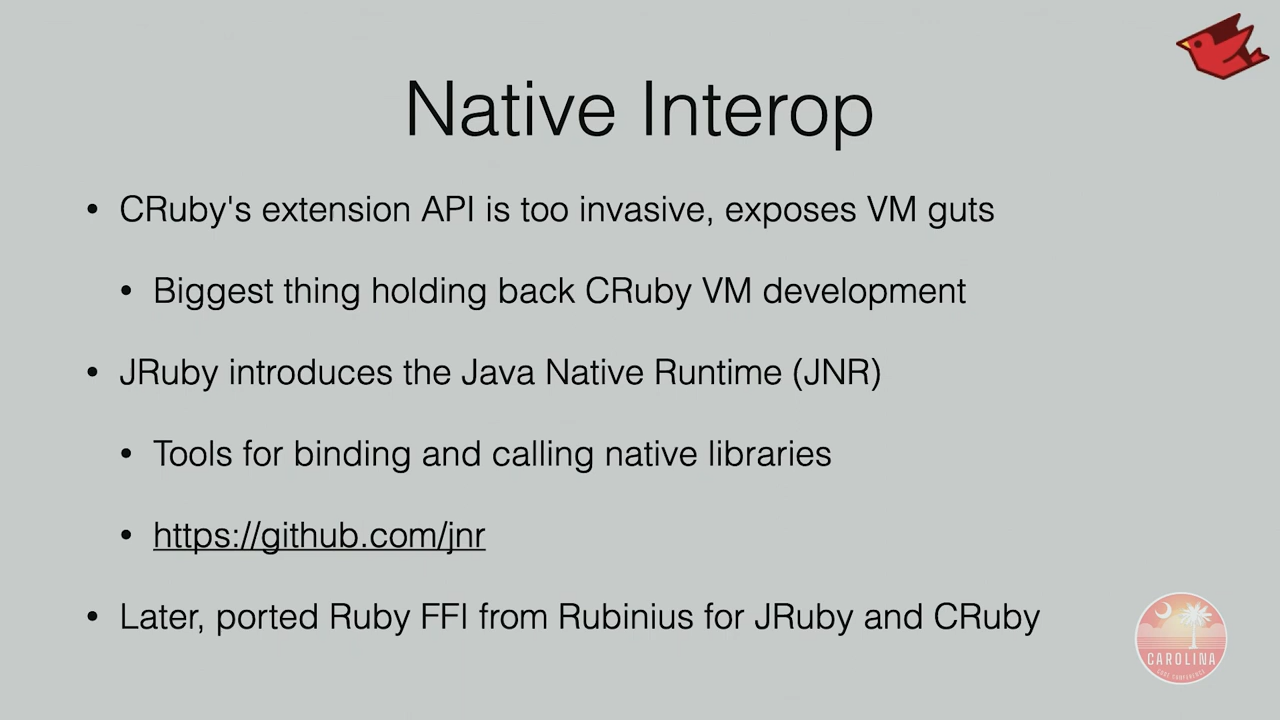 Native Interop
• CRuby's extension API is too invasive, exposes VM guts
• Biggest thing holding back CRuby VM development
• JRuby introduces the Java Native Runtime (JNR)
• Tools for binding and calling native libraries
• https://github.com/jnr
• Later, ported Ruby FFI from Rubinius for JRuby and CRuby
CAROLINA
CODE CONFERENCE